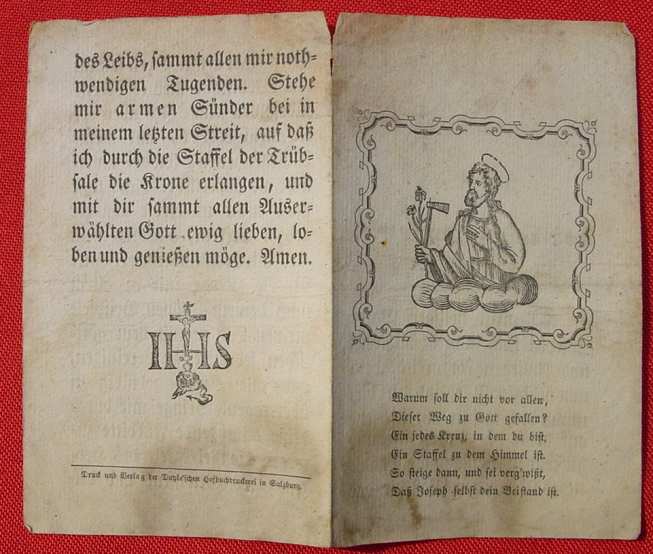 des Leibs, sammt allen mir noth=
wendigen Tugenden. Stehe
mir armen Sünder bei in
meinem letzten Streit, auf daß
ich durch die Staffel der Trüb=
sale die Krone erlangen, und
mit dir sammt allen Auser=
wählten Gott ewig lieben, lo=
ben und genießen möge. Amen.
IHS
Druck und Verlag der Duyle'schen Hofbuchdruckerei in Salzburg.
Warum soll dir nicht vor allen,
Dieser Weg zu Gott gefallen?
Ein jedes Kreuz, in dem du bist,
Ein Staffel zu dem Himmel ist.
So steige dann, und sei verg'wißt,
Daß Joseph selbst dein Beistand ist.